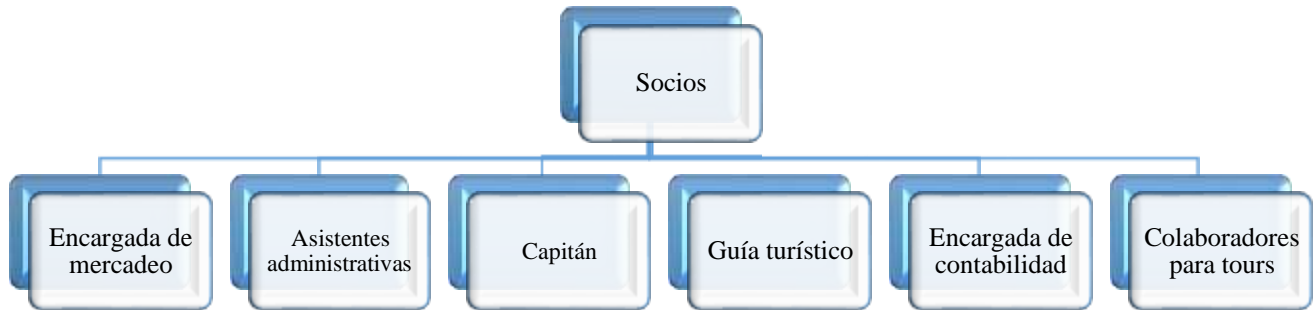 Socios
Encargada de
mercadeo
Asistentes
administrativas
Capitán
Guía turístico
Encargada de
contabilidad
Colaboradores
para tours